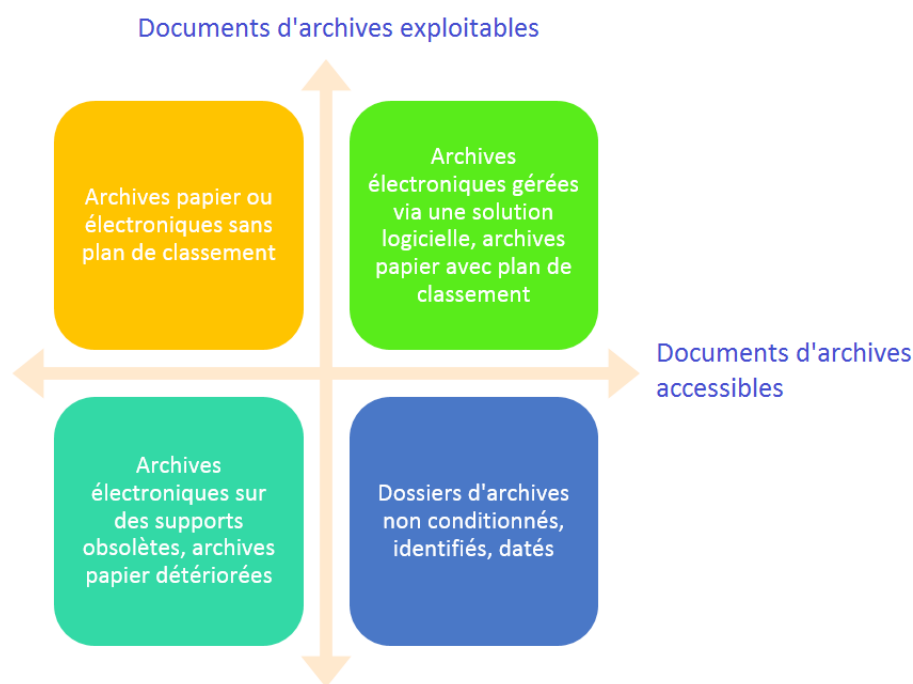 Documents d'archives exploitables
Archives papier ou
électroniques sans
plan de classement
Archives
électroniques gérées
via une solution
logicielle, archives
papier avec plan de
classement
Documents d'archives
accessibles
Archives
électroniques sur
des supports
obsolètes, archives
papier détériorées
Dossiers d'archives
non conditionnés,
identifiés, datés